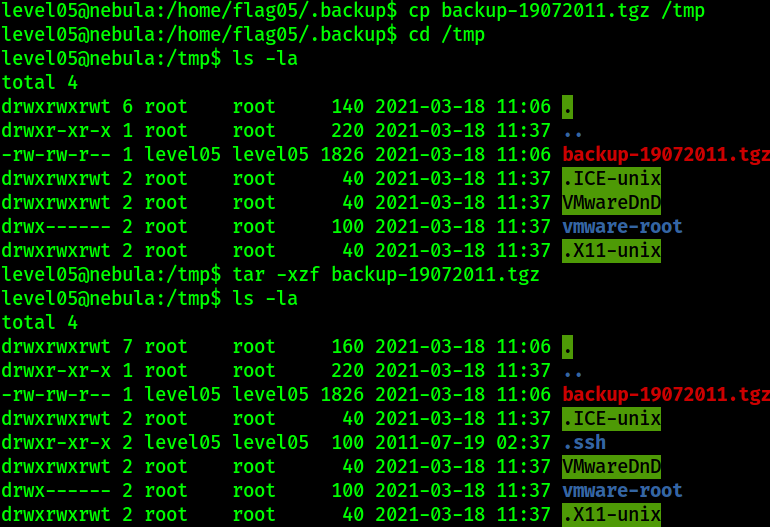 level05@nebula:/home/flag05/.backup$ cp backup-19072011.tgz /tmp
level05@nebula:/home/flag05/.backup$ cd /tmp
level05@nebula:/tmp$ ls -la
total 4
drwxrwxrwt 6 root    root     140 2021-03-18 11:06 .
drwxr-xr-x 1 root    root     220 2021-03-18 11:37 ..
-rw-rw-r-- 1 level05 level05 1826 2021-03-18 11:06 backup-19072011.tgz
drwxrwxrwt 2 root    root      40 2021-03-18 11:37 .ICE-unix
drwxrwxrwt 2 root    root      40 2021-03-18 11:37 VMwareDnD
drwx------ 2 root    root     100 2021-03-18 11:37 vmware-root
drwxrwxrwt 2 root    root      40 2021-03-18 11:37 .X11-unix
level05@nebula:/tmp$ tar -xzf backup-19072011.tgz
level05@nebula:/tmp$ ls -la
total 4
drwxrwxrwt 7 root    root     160 2021-03-18 11:06 .
drwxr-xr-x 1 root    root     220 2021-03-18 11:37 ..
-rw-rw-r-- 1 level05 level05 1826 2021-03-18 11:06 backup-19072011.tgz
drwxrwxrwt 2 root    root      40 2021-03-18 11:37 .ICE-unix
drwxr-xr-x 2 level05 level05  100 2011-07-19 02:37 .ssh
drwxrwxrwt 2 root    root      40 2021-03-18 11:37 VMwareDnD
drwx------ 2 root    root     100 2021-03-18 11:37 vmware-root
drwxrwxrwt 2 root    root      40 2021-03-18 11:37 .X11-unix